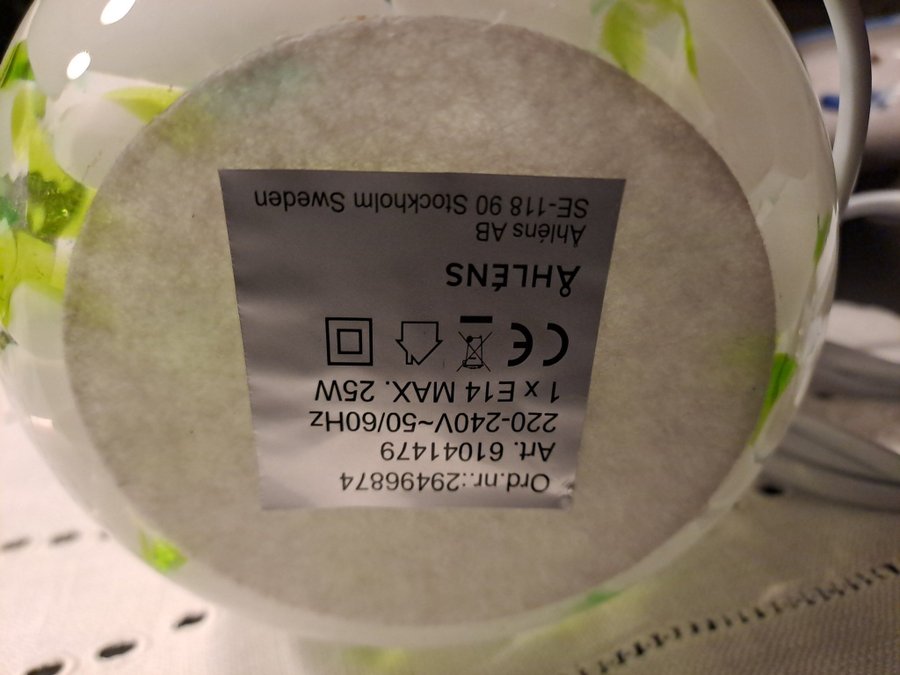 Ord.nr.:29496874
Art. 61041479
220-240V~50/60Hz
1 x E14 MAX. 25W
CE
ÅHLÉNS
Åhléns AB
SE-118 90 Stockholm Sweden